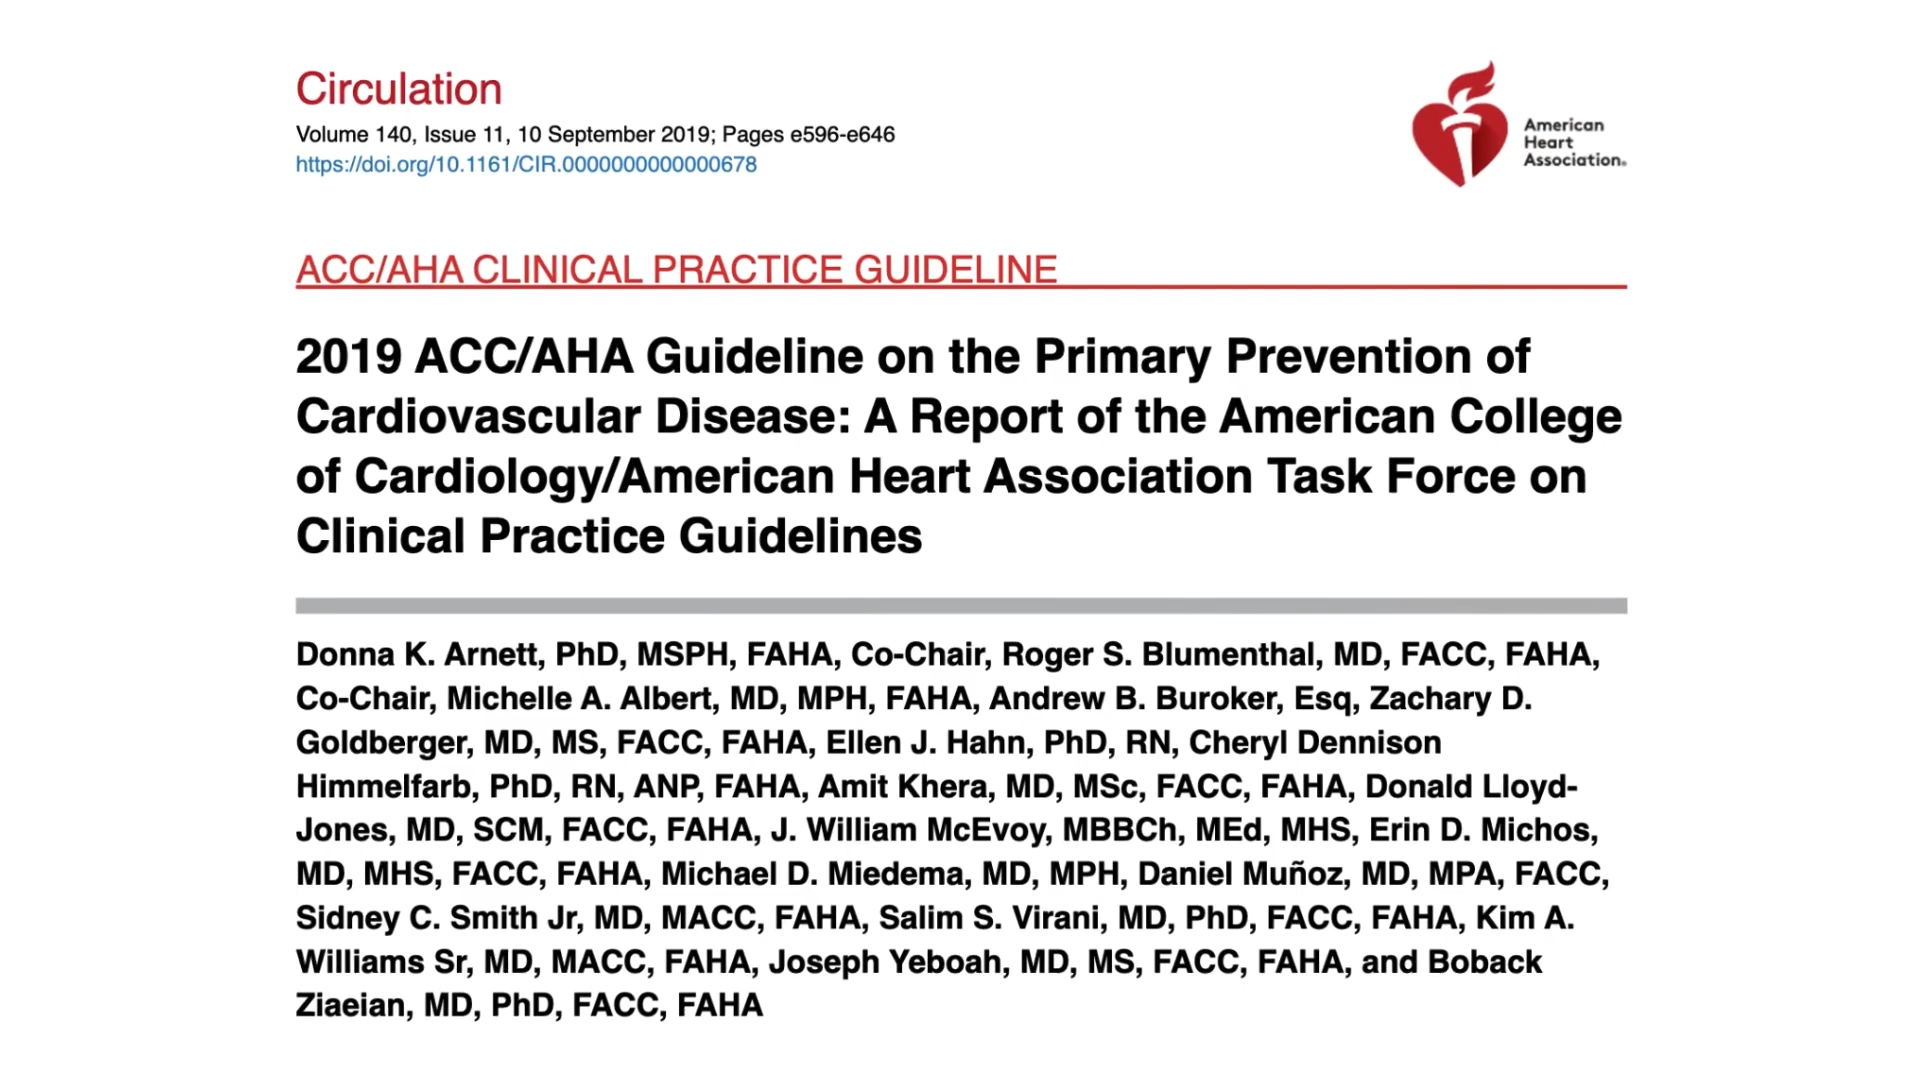 Circulation
Volume 140, Issue 11, 10 September 2019; Pages e596-e646
https://doi.org/10.1161/CIR.0000000000000678
American
Heart
Association®
ACC/AHA CLINICAL PRACTICE GUIDELINE
2019 ACC/AHA Guideline on the Primary Prevention of
Cardiovascular Disease: A Report of the American College
of Cardiology/American Heart Association Task Force on
Clinical Practice Guidelines
Donna K. Arnett, PhD, MSPH, FAHA, Co-Chair, Roger S. Blumenthal, MD, FACC, FAHA,
Co-Chair, Michelle A. Albert, MD, MPH, FAHA, Andrew B. Buroker, Esq, Zachary D.
Goldberger, MD, MS, FACC, FAHA, Ellen J. Hahn, PhD, RN, Cheryl Dennison
Himmelfarb, PhD, RN, ANP, FAHA, Amit Khera, MD, MSc, FACC, FAHA, Donald Lloyd-
Jones, MD, SCM, FACC, FAHA, J. William McEvoy, MBBCh, MEd, MHS, Erin D. Michos,
MD, MHS, FACC, FAHA, Michael D. Miedema, MD, MPH, Daniel Muñoz, MD, MPA, FACC,
Sidney C. Smith Jr, MD, MACC, FAHA, Salim S. Virani, MD, PhD, FACC, FAHA, Kim A.
Williams Sr, MD, MACC, FAHA, Joseph Yeboah, MD, MS, FACC, FAHA, and Boback
Ziaeian, MD, PhD, FACC, FAHA